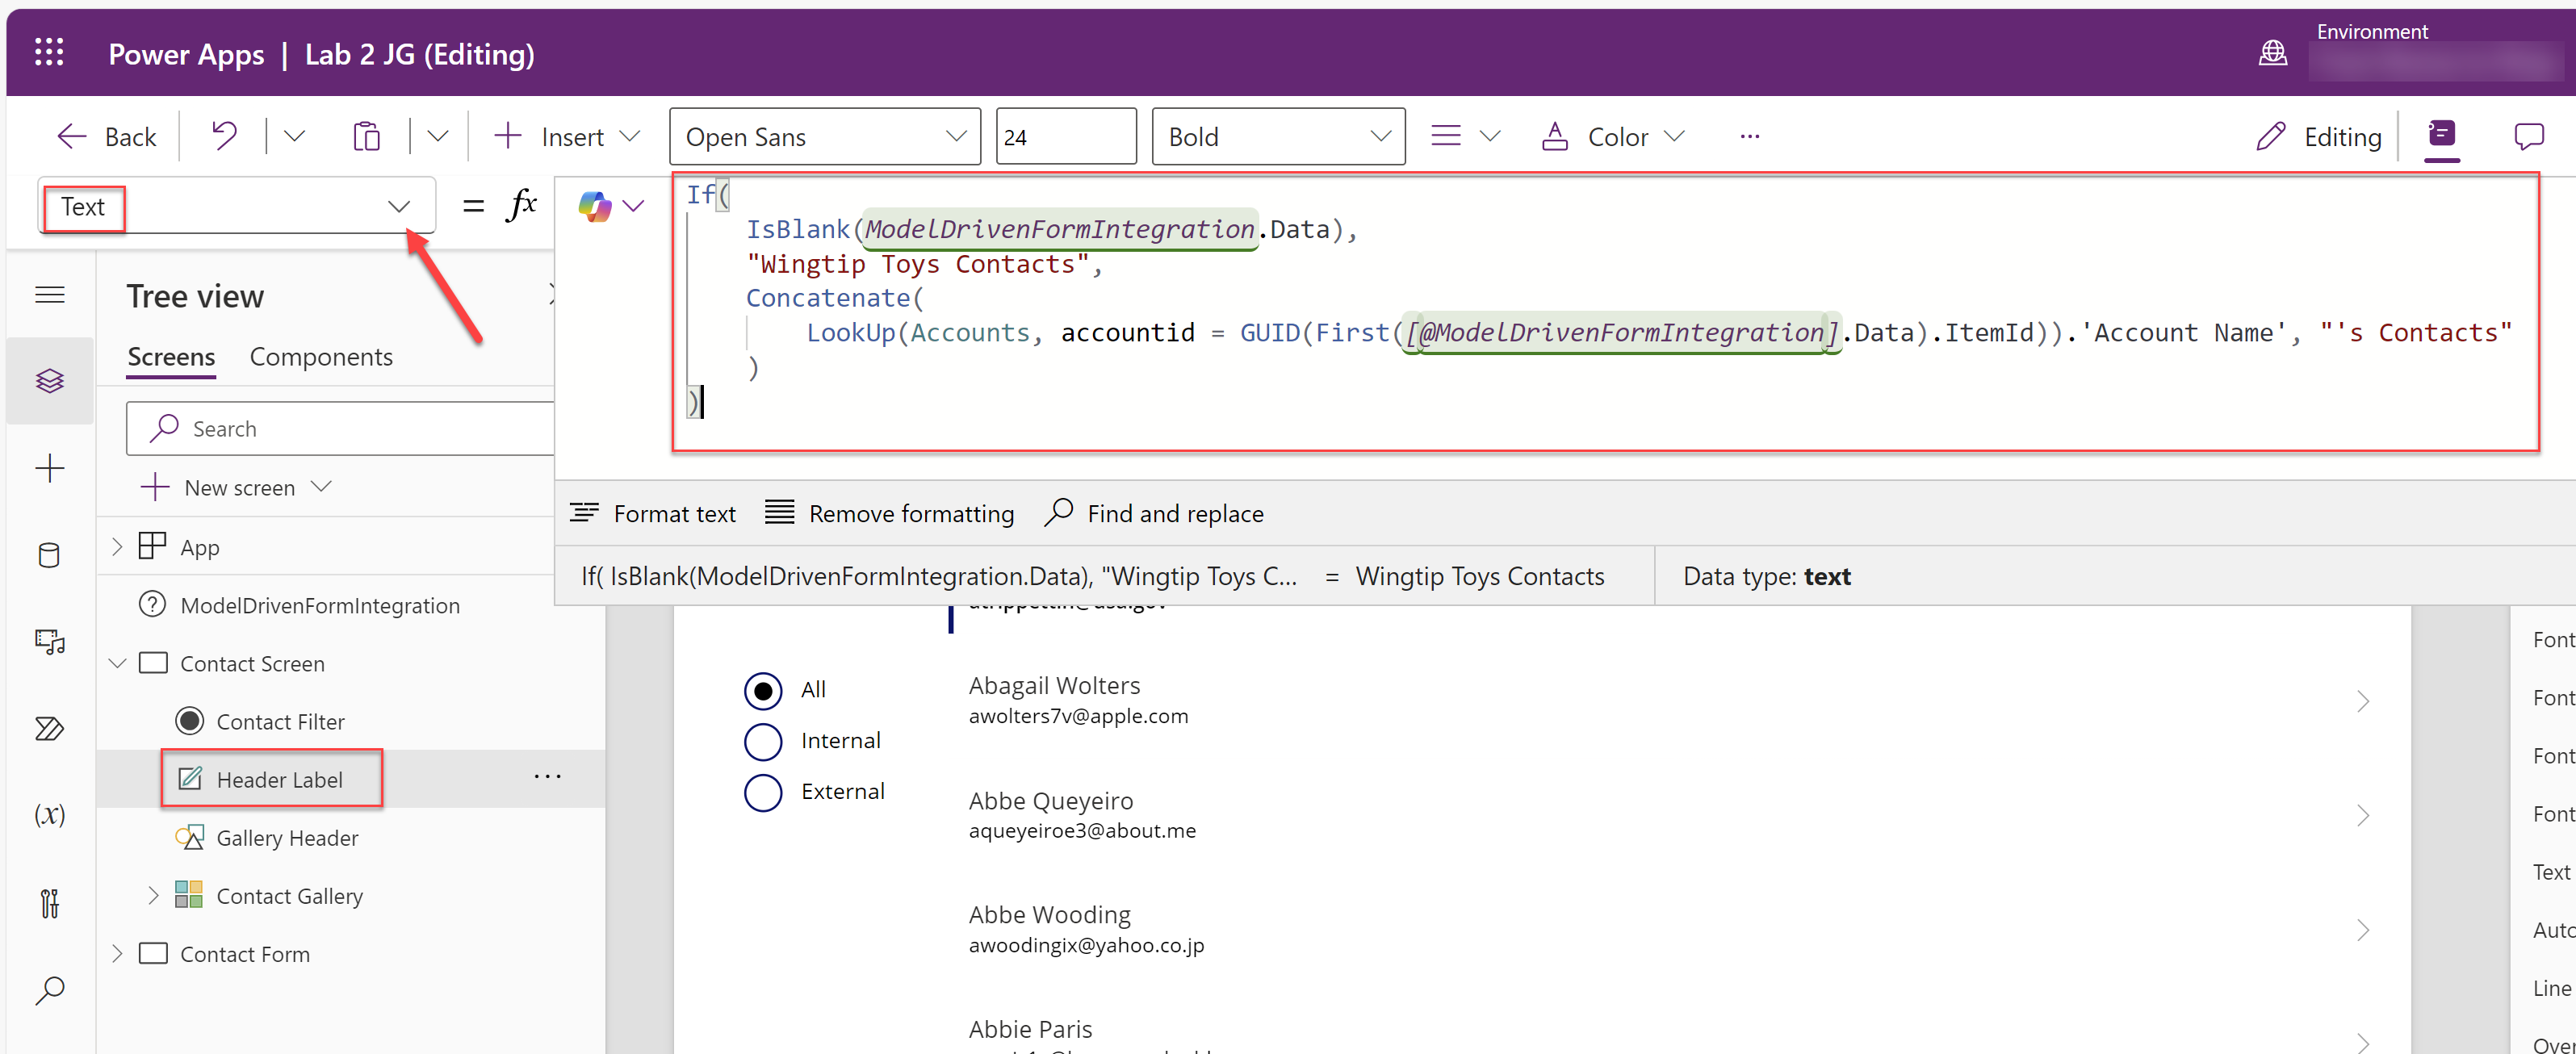 Power Apps | Lab 2 JG (Editing)
Environment
Back
Insert
Open Sans
24
Bold
Color
...
Editing
Text
= fx
If(
IsBlank(ModelDrivenFormIntegration.Data),
"Wingtip Toys Contacts",
Concatenate(
LookUp(Accounts, accountid = GUID(First([@ModelDrivenFormIntegration].Data).ItemId)).'Account Name', "'s Contacts"
)
)
Format text
Remove formatting
Find and replace
If( IsBlank(ModelDrivenFormIntegration.Data), "Wingtip Toys C... = Wingtip Toys Contacts
Data type: text
Tree view
Screens
Components
Search
New screen
App
ModelDrivenFormIntegration
Contact Screen
Contact Filter
Header Label
...
Gallery Header
Contact Gallery
Contact Form
(x)
All
Internal
External
Abagail Wolters
awolters7v@apple.com
Abbe Queyeiro
aqueyeiroe3@about.me
Abbe Wooding
awoodingix@yahoo.co.jp
Abbie Paris
Font
Font
Font
Font
Text
Auto
Line
Over